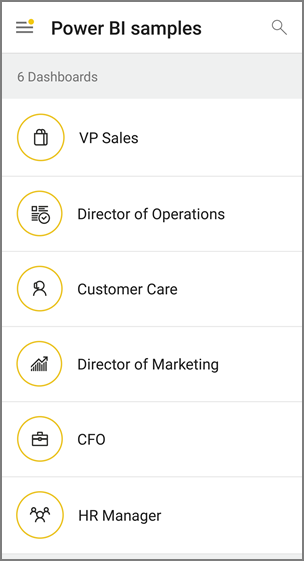 Power BI samples
6 Dashboards
VP Sales
Director of Operations
Customer Care
Director of Marketing
CFO
HR Manager